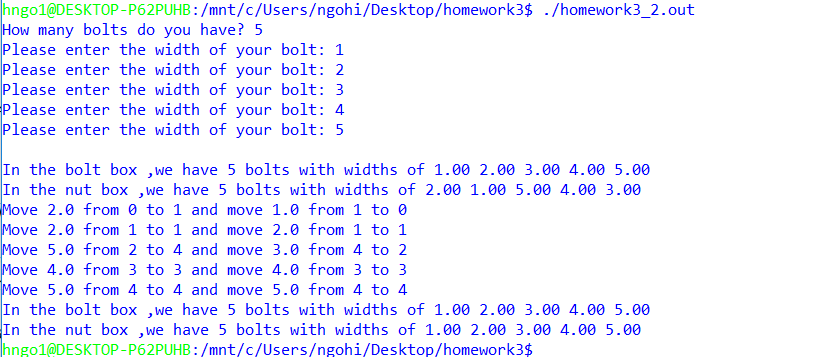 hngo1@DESKTOP-P62PUHB:/mnt/c/Users/ngohi/Desktop/homework3$ ./homework3_2.out
How many bolts do you have? 5
Please enter the width of your bolt: 1
Please enter the width of your bolt: 2
Please enter the width of your bolt: 3
Please enter the width of your bolt: 4
Please enter the width of your bolt: 5
In the bolt box ,we have 5 bolts with widths of 1.00 2.00 3.00 4.00 5.00
In the nut box ,we have 5 bolts with widths of 2.00 1.00 5.00 4.00 3.00
Move 2.0 from 0 to 1 and move 1.0 from 1 to 0
Move 2.0 from 1 to 1 and move 2.0 from 1 to 1
Move 5.0 from 2 to 4 and move 3.0 from 4 to 2
Move 4.0 from 3 to 3 and move 4.0 from 3 to 3
Move 5.0 from 4 to 4 and move 5.0 from 4 to 4
In the bolt box ,we have 5 bolts with widths of 1.00 2.00 3.00 4.00 5.00
In the nut box ,we have 5 bolts with widths of 1.00 2.00 3.00 4.00 5.00
hngo1@DESKTOP-P62PUHB:/mnt/c/Users/ngohi/Desktop/homework3$